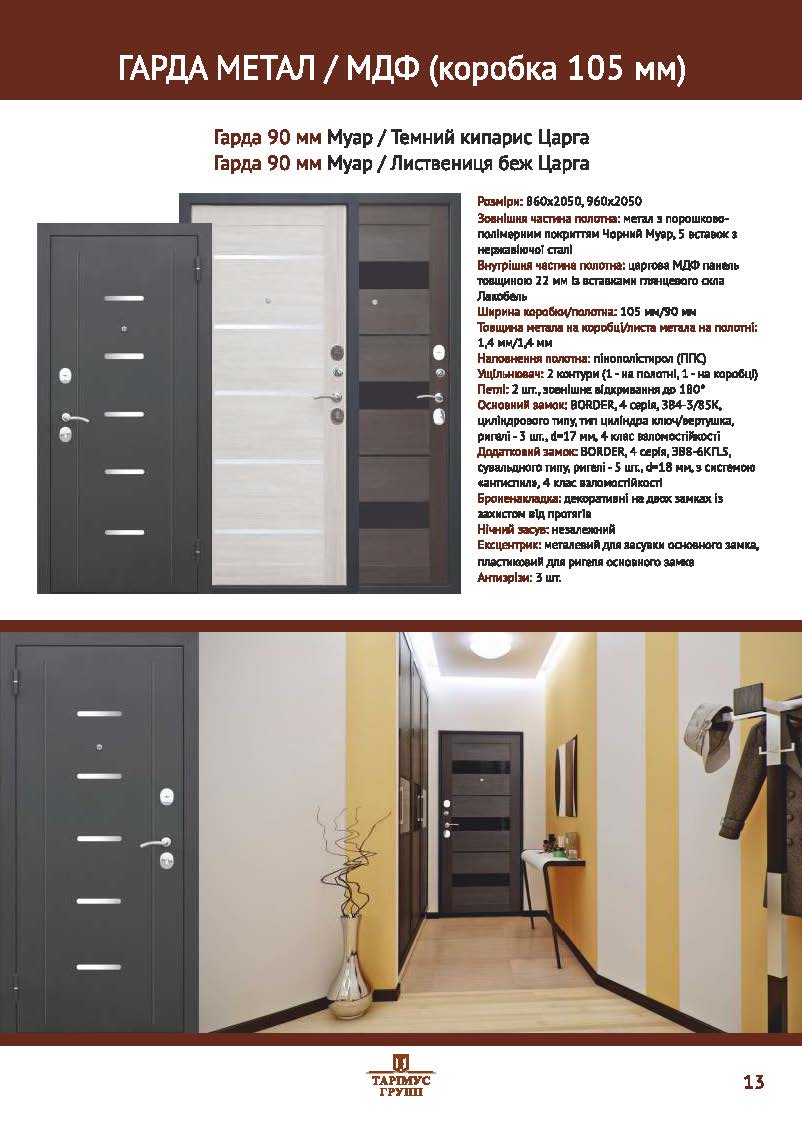 ГАРДА МЕТАЛ / МДФ (коробка 105 мм)
Гарда 90 мм Муар / Темний кипарис Царга
Гарда 90 мм Муар / Листвениця беж Царга
Розміри: 860х2050, 960х2050
Зовнішня частина полотна: метал з порошково-
полімерним покриттям Чорний Муар, 5 вставок з
нержавіючої сталі
Внутрішня частина полотна: царгова МДФ панель
товщиною 22 мм із вставками глянцевого скла
Лакобель
Ширина коробки/полотна: 105 мм/90 мм
Товщина метала на коробці/листа метала на полотні:
1,4 мм/1,4 мм
Наповнення полотна: пінополістирол (ППС)
Ущільнювач: 2 контури (1 - на полотні, 1 - на коробці)
Петлі: 2 шт., зовнішнє відкривання до 180°
Основний замок: BORDER, 4 серія, ЗВ4-3/85К,
циліндрового типу, тип циліндра ключ/вертушка,
ригелі - 3 шт., d=17 мм, 4 клас взломостійкості
Додатковий замок: BORDER, 4 серія, ЗВ8-6КП.5,
сувальдного типу, ригелі - 5 шт., d=18 мм, з системою
«антиспил», 4 клас взломостійкості
Броненакладка: декоративні на двох замках із
захистом від протягів
Нічний засув: незалежний
Ексцентрик: металевий для засувки основного замка,
пластиковий для ригеля основного замка
Антизрізи: 3 шт.
ТАРІМУС
ГРУПП
13